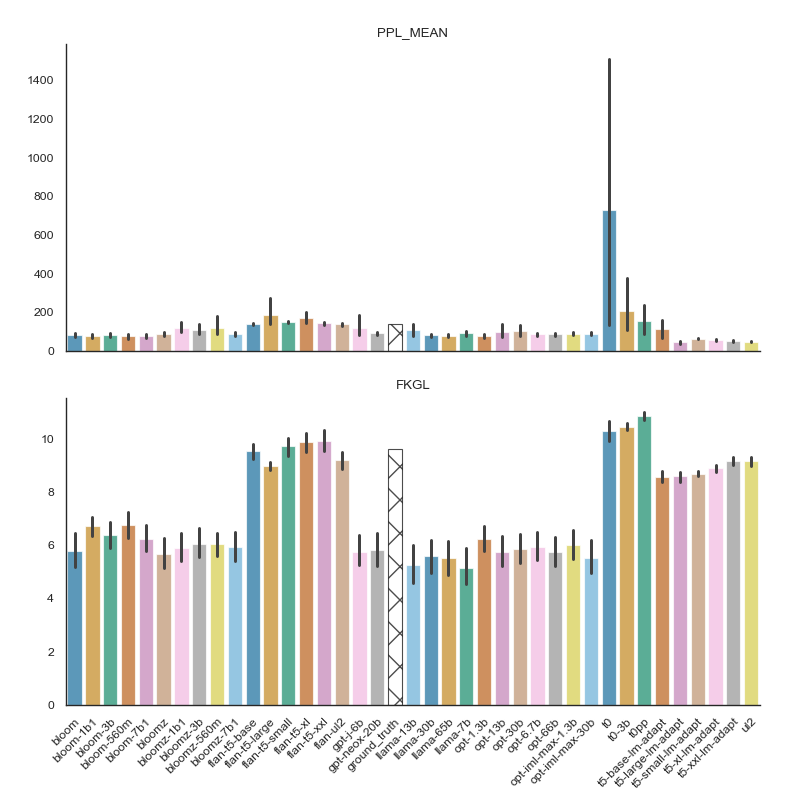 PPL_MEAN
1400
1200
1000
800
600
400
200
0
FKGL
10
8
6
4
2
0
bloom
bloom-1b1
bloom-3b
bloom-560m
bloom-7b1
bloomz
bloomz-1b1
bloomz-3b
bloomz-560m
bloomz-7b1
flan-t5-base
flan-t5-large
flan-t5-small
flan-t5-xl
flan-t5-xxl
flan-ul2
gpt-j-6b
gpt-neox-20b
ground_truth
llama-13b
llama-30b
llama-65b
llama-7b
opt-1.3b
opt-13b
opt-30b
opt-6.7b
opt-66b
opt-iml-max-1.3b
opt-iml-max-30b
t0
t0-3b
t0pp
t5-base-lm-adapt
t5-large-lm-adapt
t5-small-lm-adapt
t5-xl-lm-adapt
t5-xxl-lm-adapt
ul2